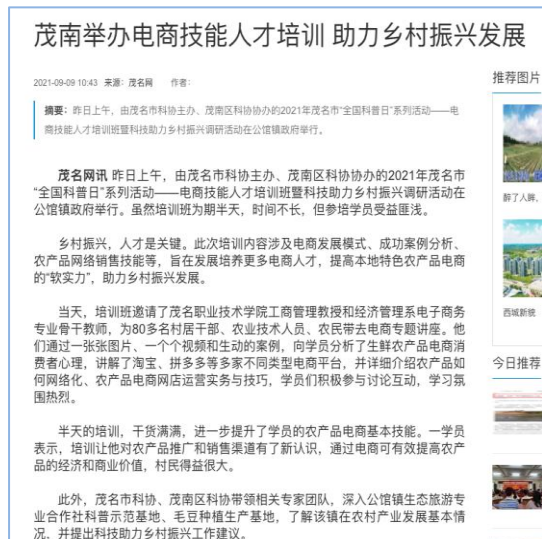 茂南举办电商技能人才培训 助力乡村振兴发展
2021-09-09 10:43 来源：茂名网 作者：
摘要：昨日上午，由茂名市科协主办、茂南区科协协办的2021年茂名市“全国科普日”系列活动——电
商技能人才培训班暨科技助力乡村振兴调研活动在公馆镇政府举行。
茂名网讯 昨日上午，由茂名市科协主办、茂南区科协协办的2021年茂名市
“全国科普日”系列活动——电商技能人才培训班暨科技助力乡村振兴调研活动在
公馆镇政府举行。虽然培训班为期半天，时间不长，但参培学员受益匪浅。
乡村振兴，人才是关键。此次培训内容涉及电商发展模式、成功案例分析、
农产品网络销售技能等，旨在发展培养更多电商人才，提高本地特色农产品电商
的“软实力”，助力乡村振兴发展。
当天，培训班邀请了茂名职业技术学院工商管理教授和经济管理系电子商务
专业骨干教师，为80多名村居干部、农业技术人员、农民带去电商专题讲座。他
们通过一张张图片、一个个视频和生动的案例，向学员分析了生鲜农产品电商消
费者心理，讲解了淘宝、拼多多等多家不同类型电商平台，并详细介绍农产品如
何网络化、农产品电商网店运营实务与技巧，学员们积极参与讨论互动，学习氛
围热烈。
半天的培训，干货满满，进一步提升了学员的农产品电商基本技能。一学员
表示，培训让他对农产品推广和销售渠道有了新认识，通过电商可有效提高农产
品的经济和商业价值，村民得益很大。
此外，茂名市科协、茂南区科协带领相关专家团队，深入公馆镇生态旅游专
业合作社科普示范基地、毛豆种植生产基地，了解该镇在农村产业发展基本情
况，并提出科技助力乡村振兴工作建议。
推荐图片
醉了人眸，
西城新貌
今日推荐